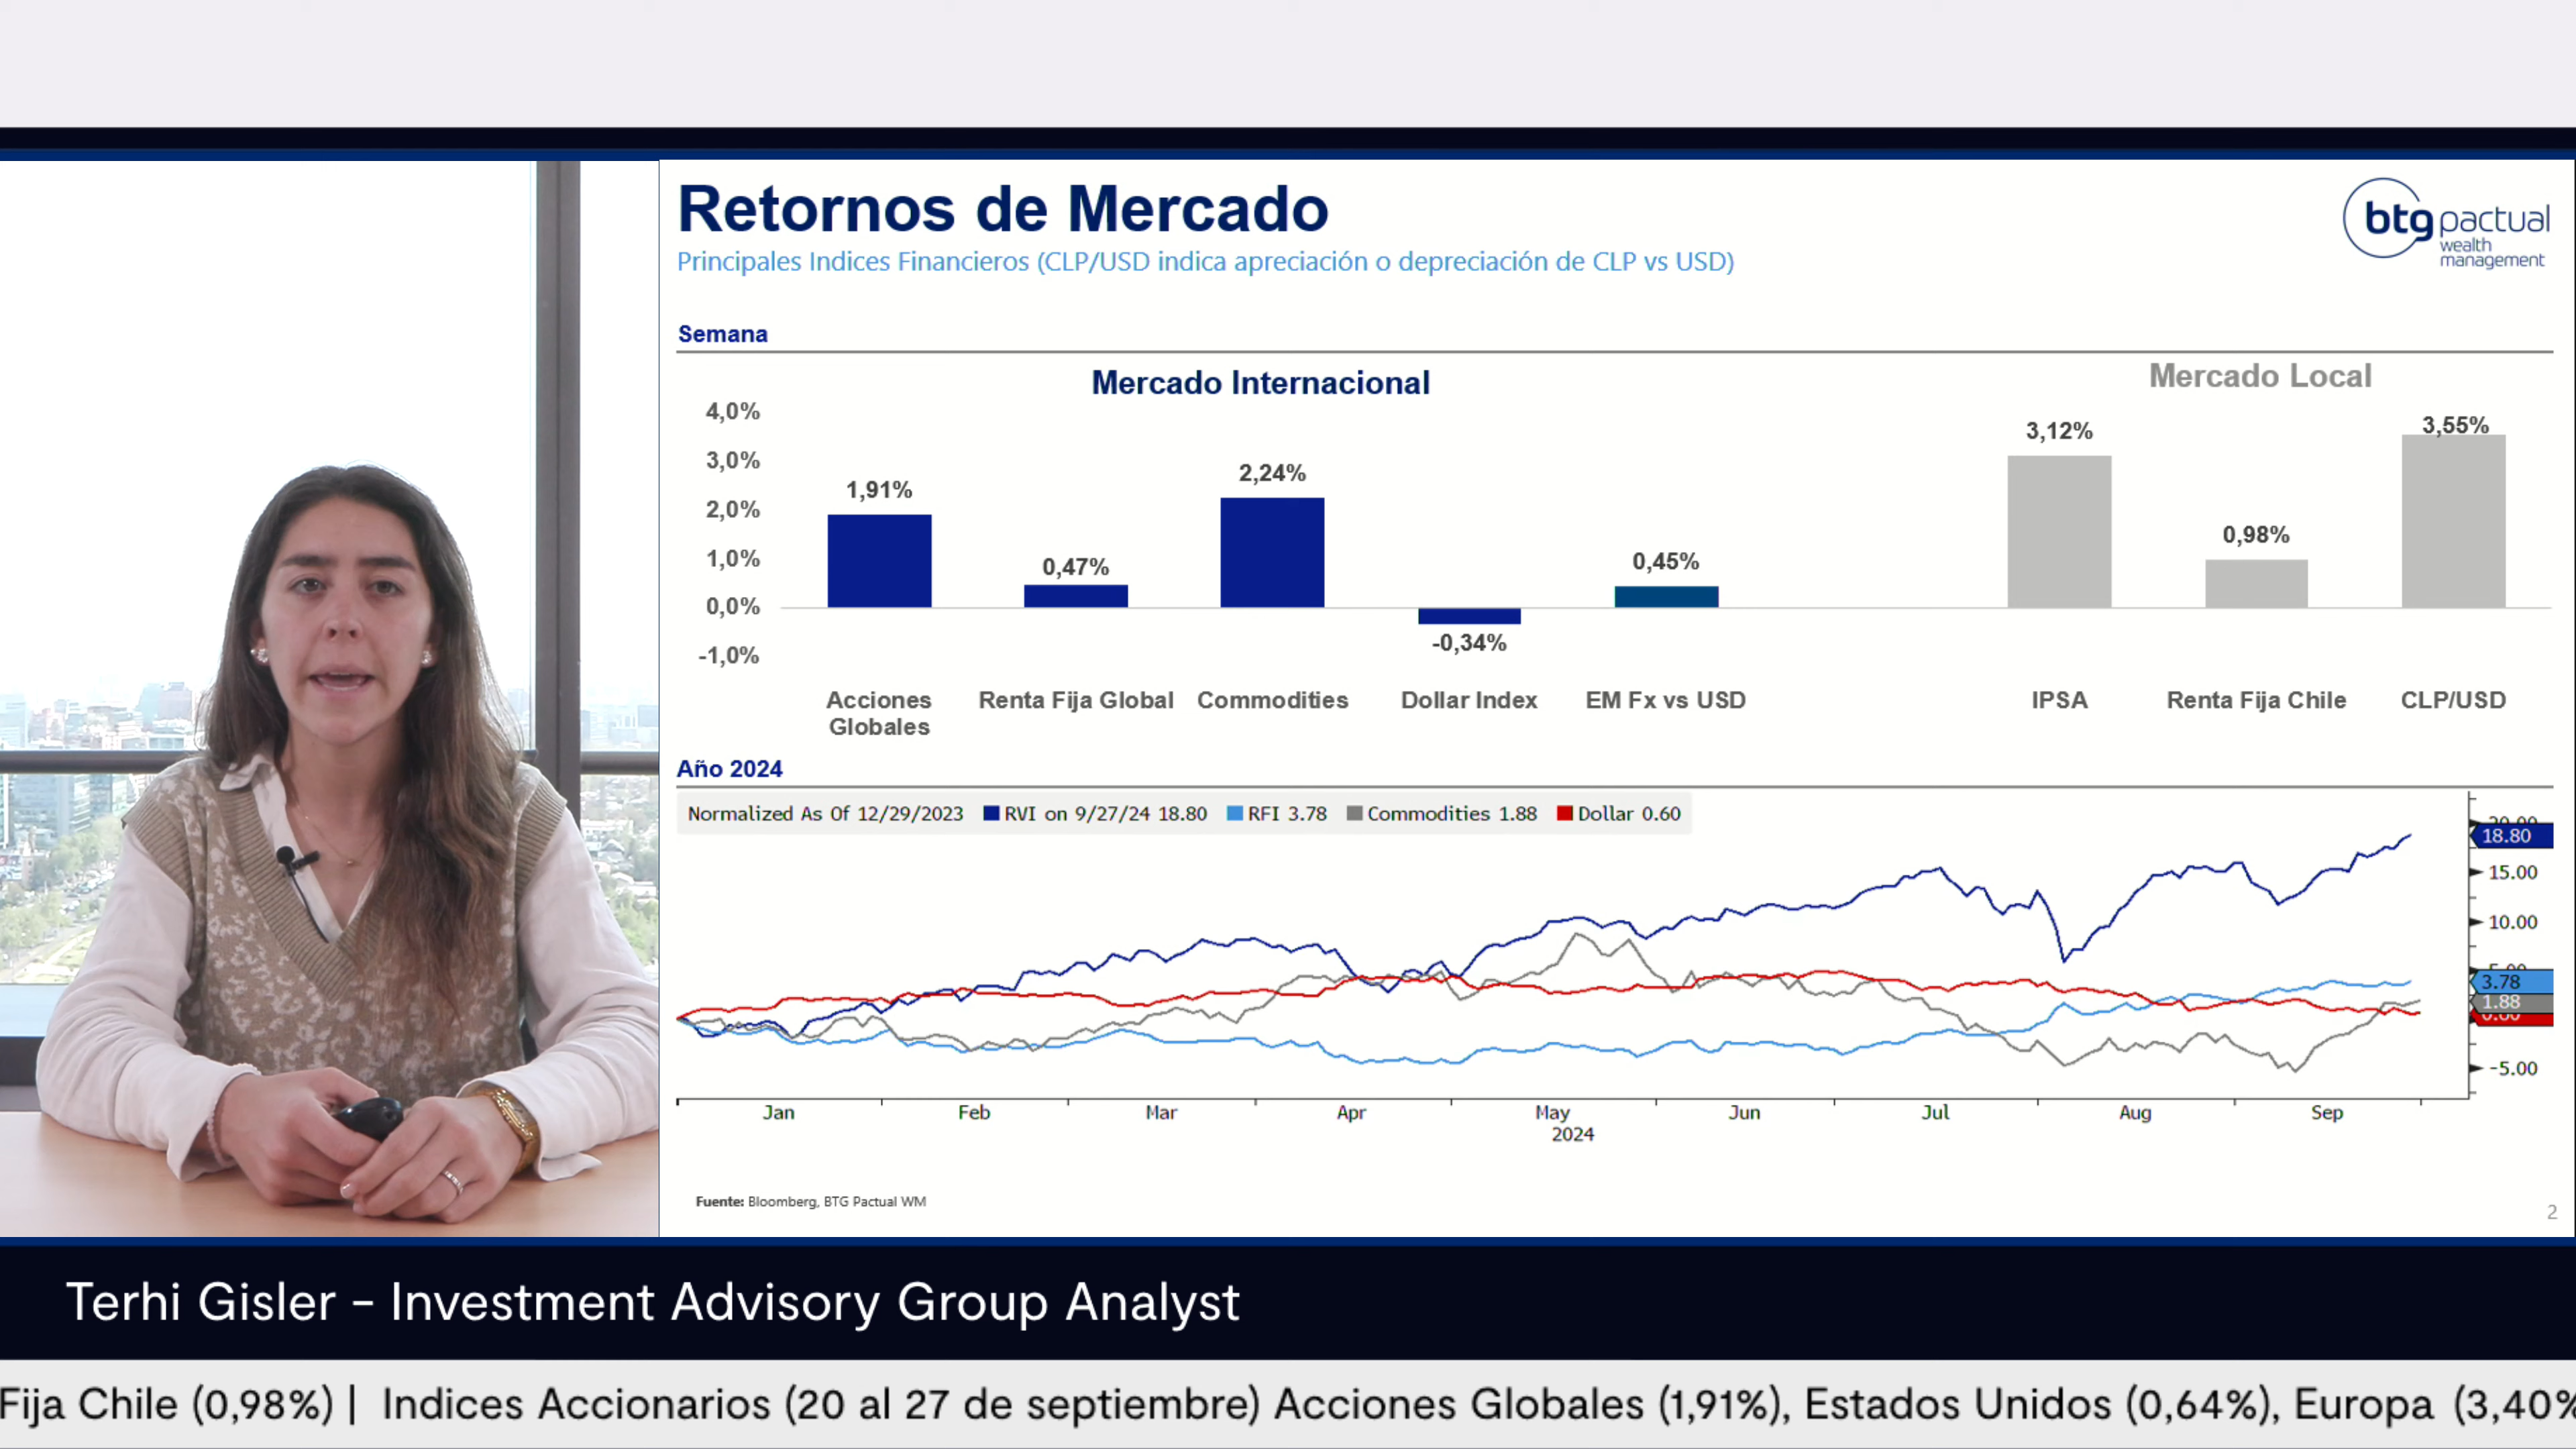 Retornos de Mercado
Principales Indices Financieros (CLP/USD indica apreciación o depreciación de CLP vs USD)
btg pactual
wealth
management
Semana
Mercado Internacional
Mercado Local
4,0%
3,0%
2,0%
1,0%
0,0%
-1,0%
1,91%
0,47%
2,24%
-0,34%
0,45%
3,12%
0,98%
3,55%
Acciones
Globales
Renta Fija Global
Commodities
Dollar Index
EM Fx vs USD
IPSA
Renta Fija Chile
CLP/USD
Año 2024
Normalized As Of 12/29/2023 RVI on 9/27/24 18.80 RFI 3.78 Commodities 1.88 Dollar 0.60
20.00
18.80
15.00
10.00
5.00
3.78
1.88
0.60
-5.00
Jan Feb Mar Apr May Jun Jul Aug Sep
2024
Fuente: Bloomberg, BTG Pactual WM
2
Terhi Gisler - Investment Advisory Group Analyst
Fija Chile (0,98%) | Indices Accionarios (20 al 27 de septiembre) Acciones Globales (1,91%), Estados Unidos (0,64%), Europa (3,40%